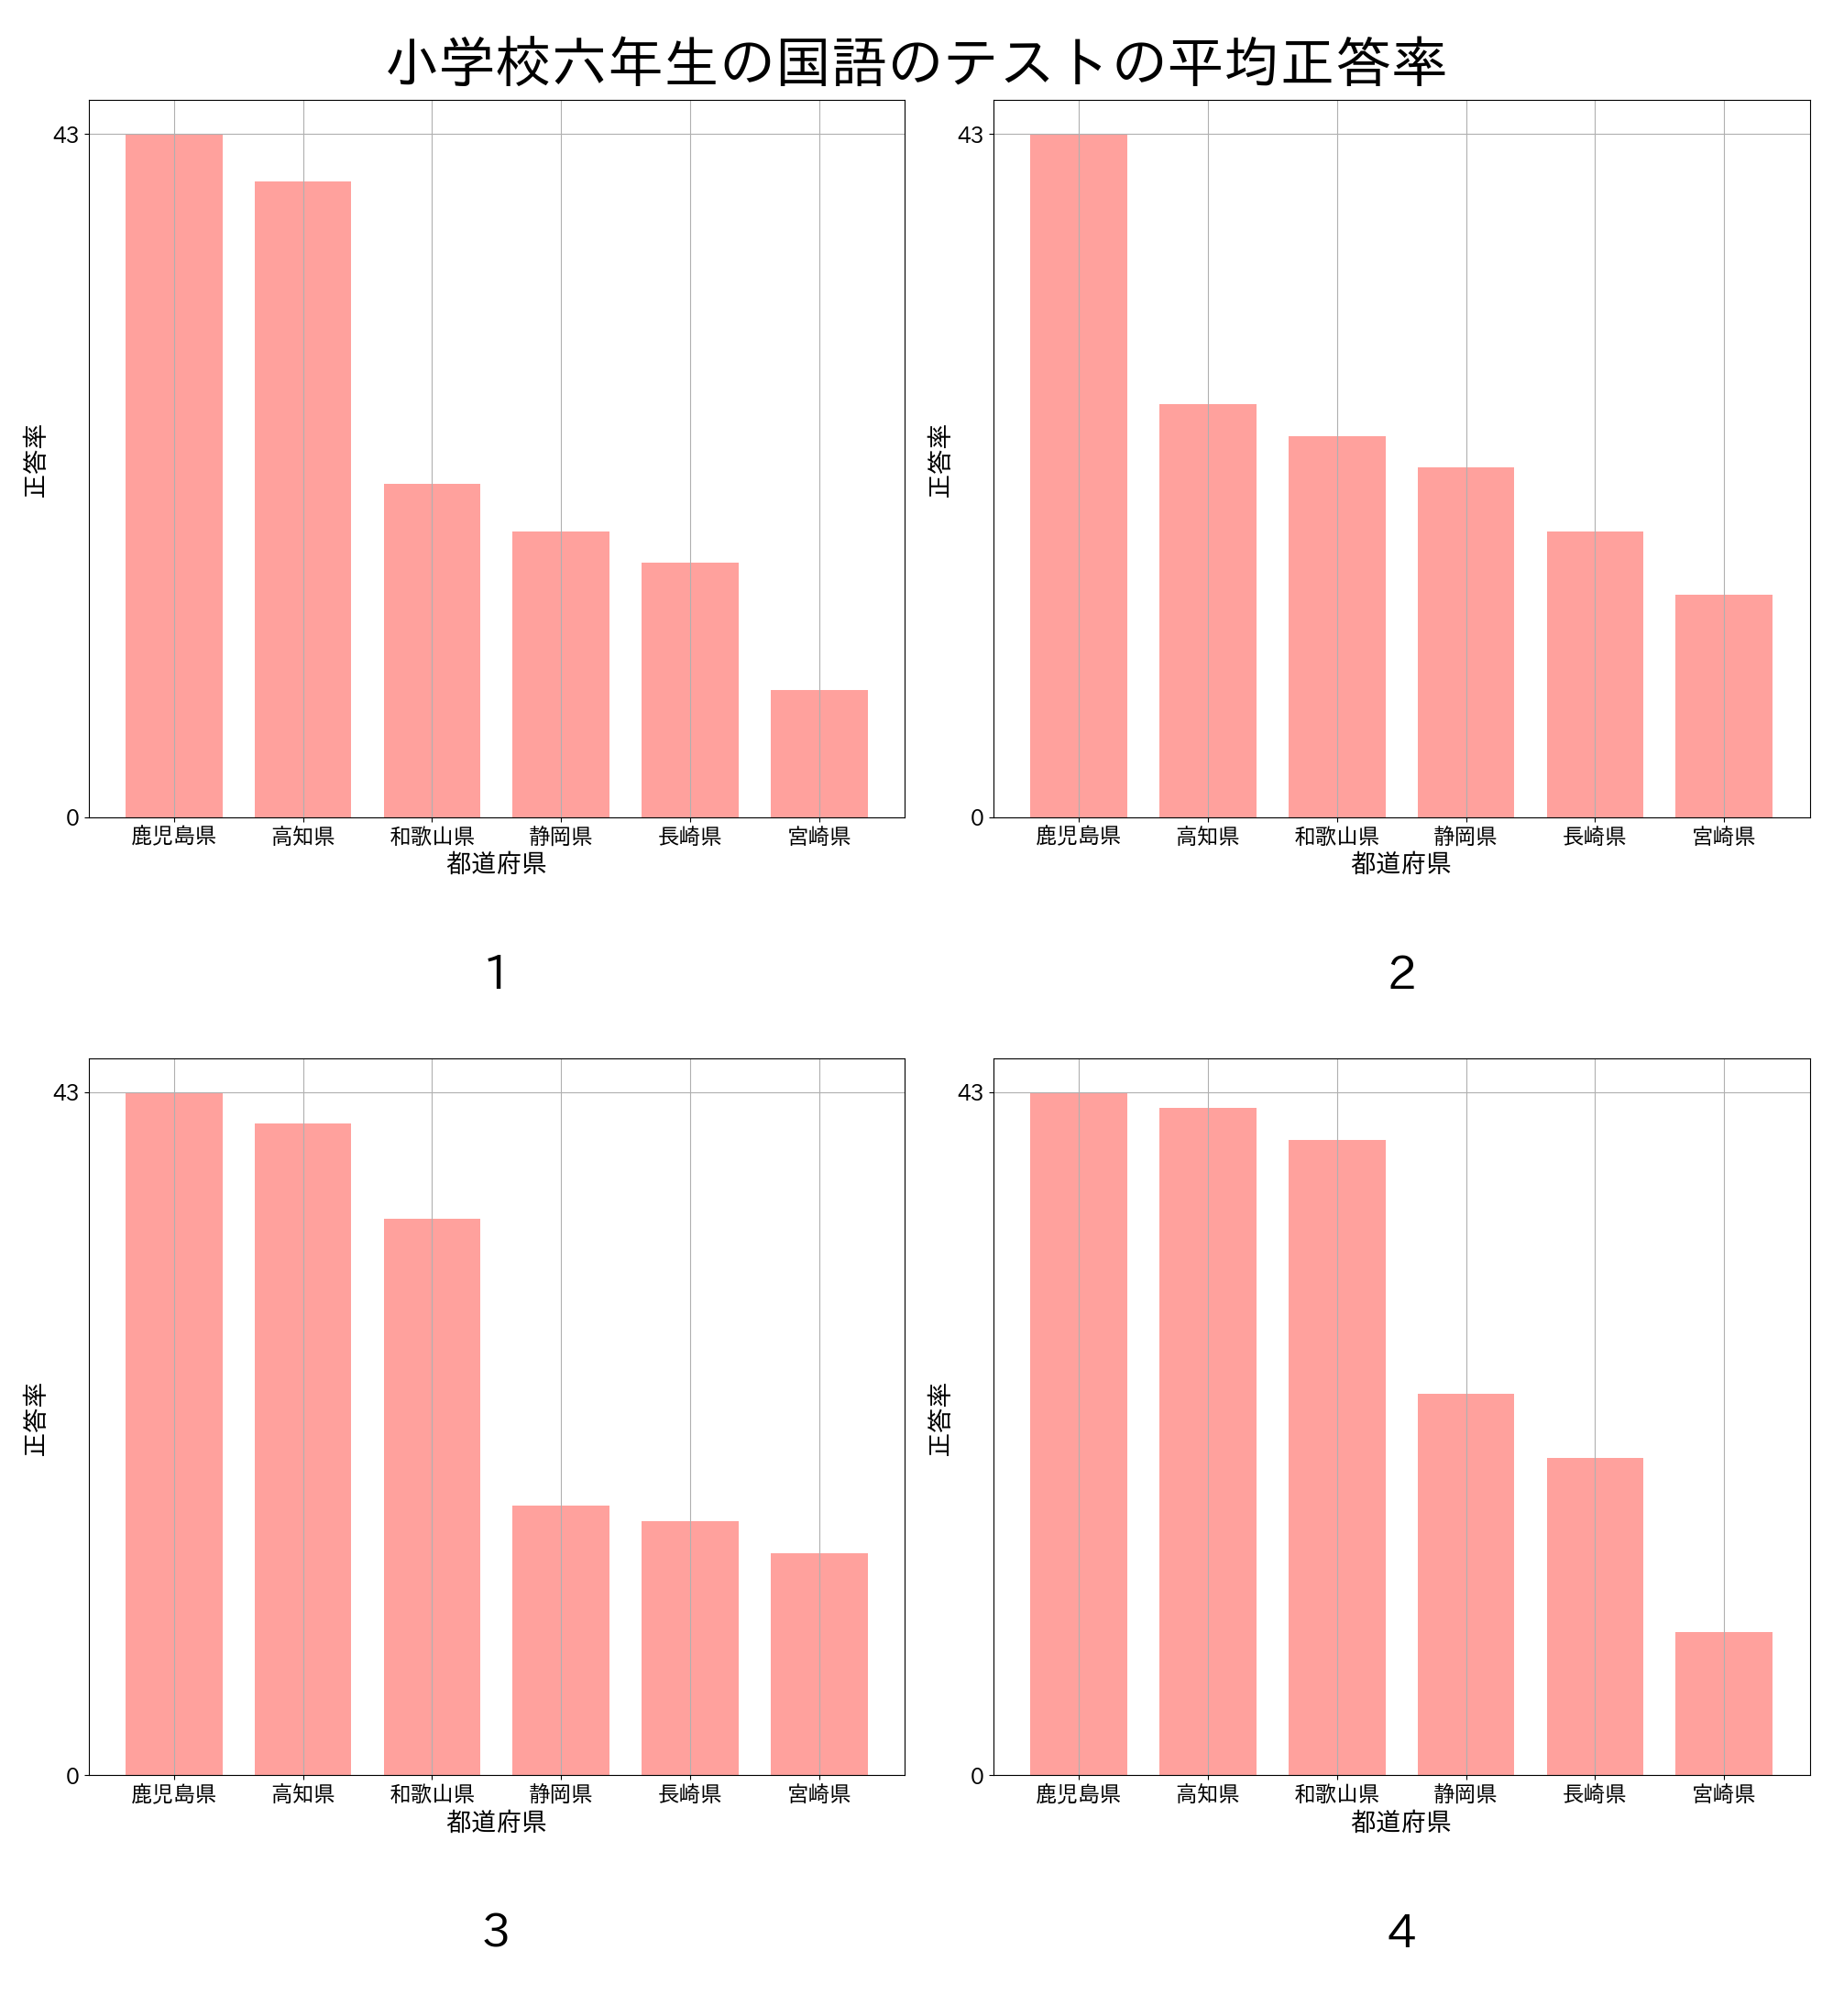 小学校六年生の国語のテストの平均正答率
43
0
正答率
鹿児島県 高知県 和歌山県 静岡県 長崎県 宮崎県
都道府県
1
43
0
正答率
鹿児島県 高知県 和歌山県 静岡県 長崎県 宮崎県
都道府県
2
43
0
正答率
鹿児島県 高知県 和歌山県 静岡県 長崎県 宮崎県
都道府県
3
43
0
正答率
鹿児島県 高知県 和歌山県 静岡県 長崎県 宮崎県
都道府県
4